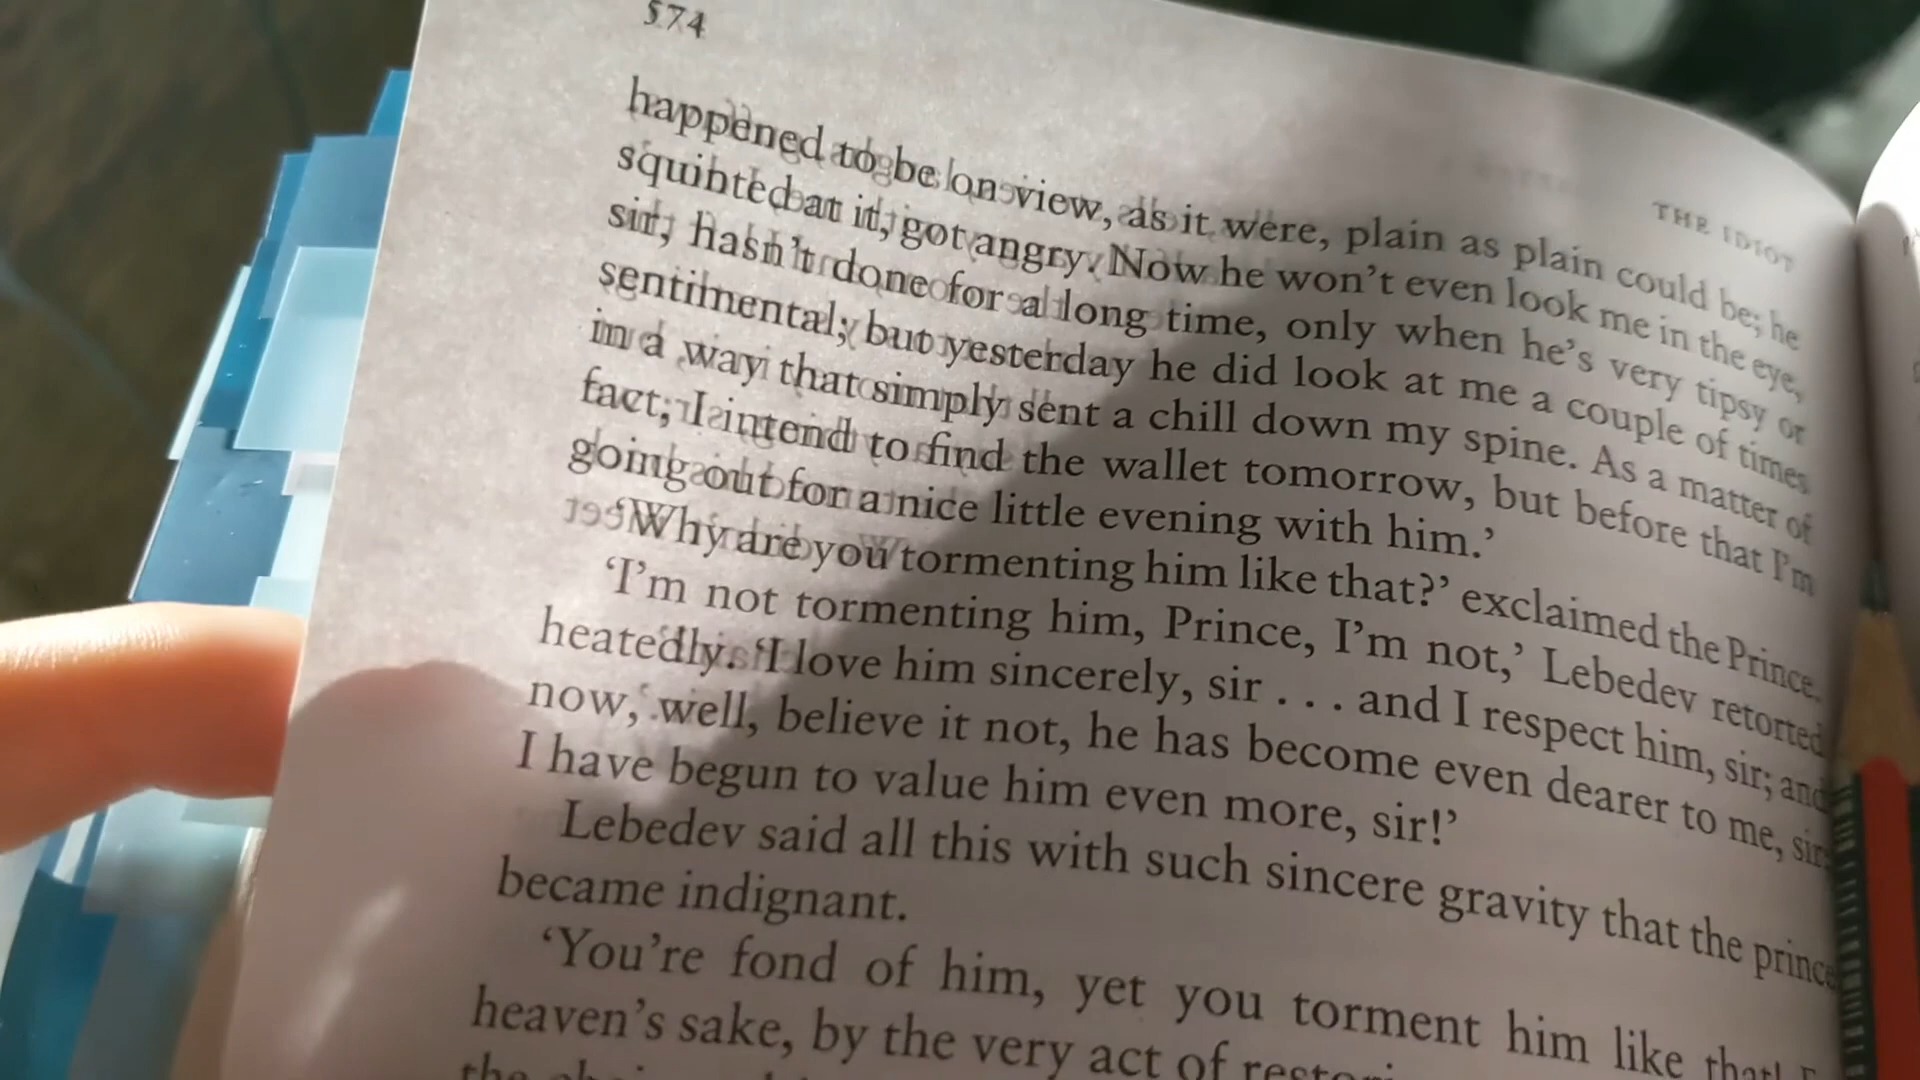 574
THE IDIOT
happened to be on view, as it were, plain as plain could be; he
squinted at it, got angry. Now he won't even look me in the eye,
sir, hasn't done for a long time, only when he's very tipsy or
sentimental; but yesterday he did look at me a couple of times
in a way that simply sent a chill down my spine. As a matter of
fact, I intend to find the wallet tomorrow, but before that I'm
going out for a nice little evening with him.'
'Why are you tormenting him like that?' exclaimed the Prince.
'I'm not tormenting him, Prince, I'm not,' Lebedev retorted
heatedly. 'I love him sincerely, sir . . . and I respect him, sir; and
now, well, believe it not, he has become even dearer to me, sir:
I have begun to value him even more, sir!'
Lebedev said all this with such sincere gravity that the prince
became indignant.
'You're fond of him, yet you torment him like that!
heaven's sake, by the very act of
the